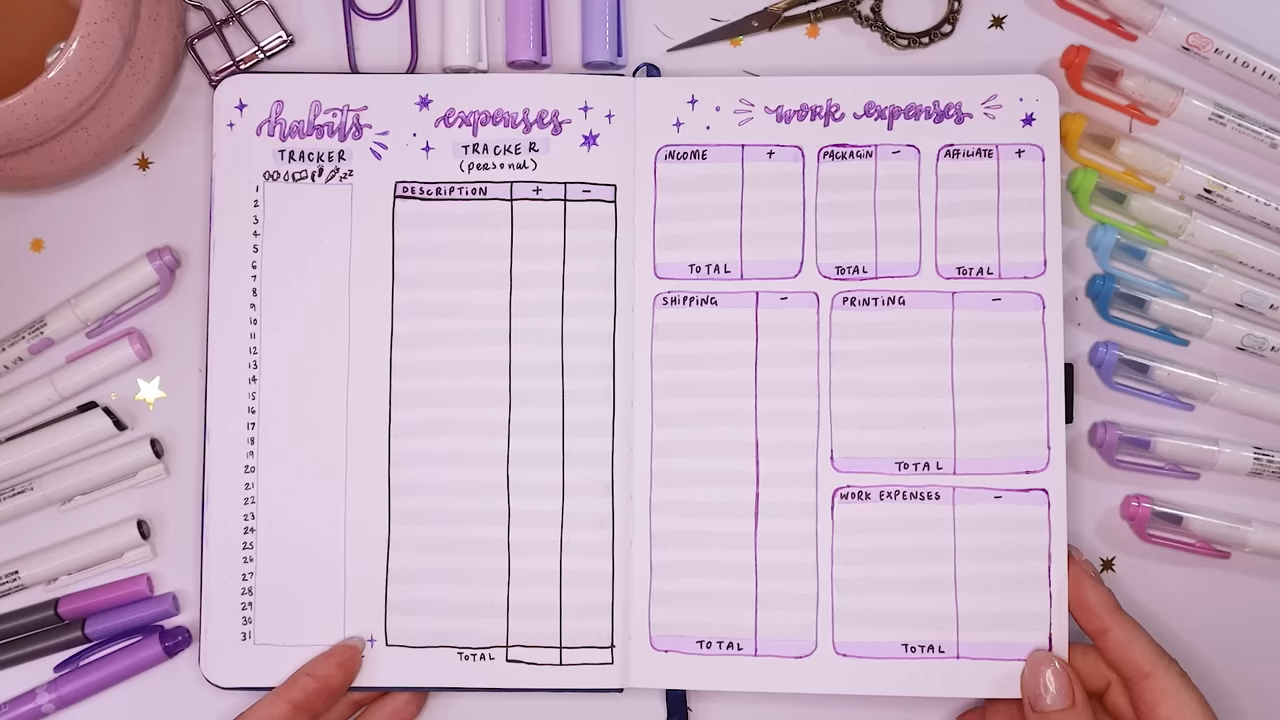 habits
TRACKER
1
2
3
4
5
6
7
8
9
10
11
12
13
14
15
16
17
18
19
20
21
22
23
24
25
26
27
28
29
30
31
expenses
TRACKER
(personal)
DESCRIPTION + −
TOTAL
work expenses
INCOME +
TOTAL
PACKAGIN −
TOTAL
AFFILIATE +
TOTAL
SHIPPING −
TOTAL
PRINTING −
TOTAL
WORK EXPENSES −
TOTAL